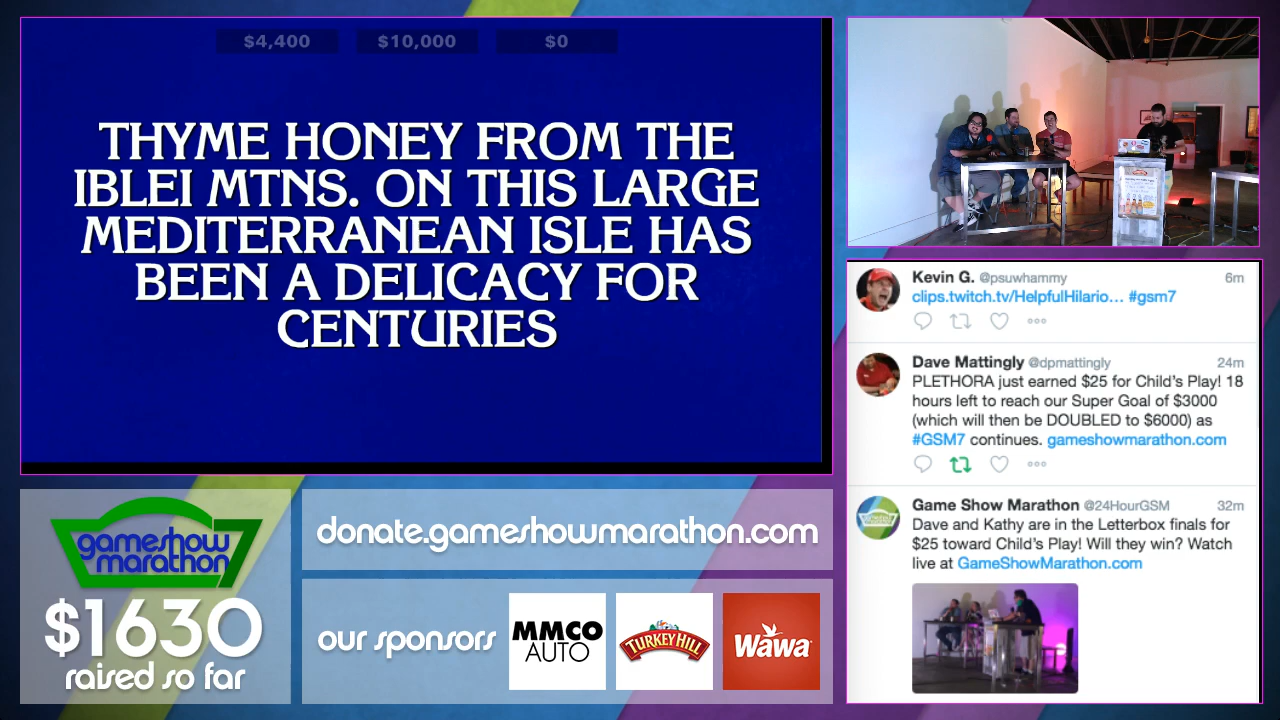 $4,400 $10,000 $0
THYME HONEY FROM THE
IBLEI MTNS. ON THIS LARGE
MEDITERRANEAN ISLE HAS
BEEN A DELICACY FOR
CENTURIES
Kevin G. @psuwhammy 6m
clips.twitch.tv/HelpfulHilario… #gsm7
Dave Mattingly @dpmattingly 24m
PLETHORA just earned $25 for Child's Play! 18
hours left to reach our Super Goal of $3000
(which will then be DOUBLED to $6000) as
#GSM7 continues. gameshowmarathon.com
Game Show Marathon @24HourGSM 32m
Dave and Kathy are in the Letterbox finals for
$25 toward Child's Play! Will they win? Watch
live at GameShowMarathon.com
gameshow
marathon 7
$1630
raised so far
donate.gameshowmarathon.com
our sponsors
MMCO
AUTO
TURKEY HILL
Wawa